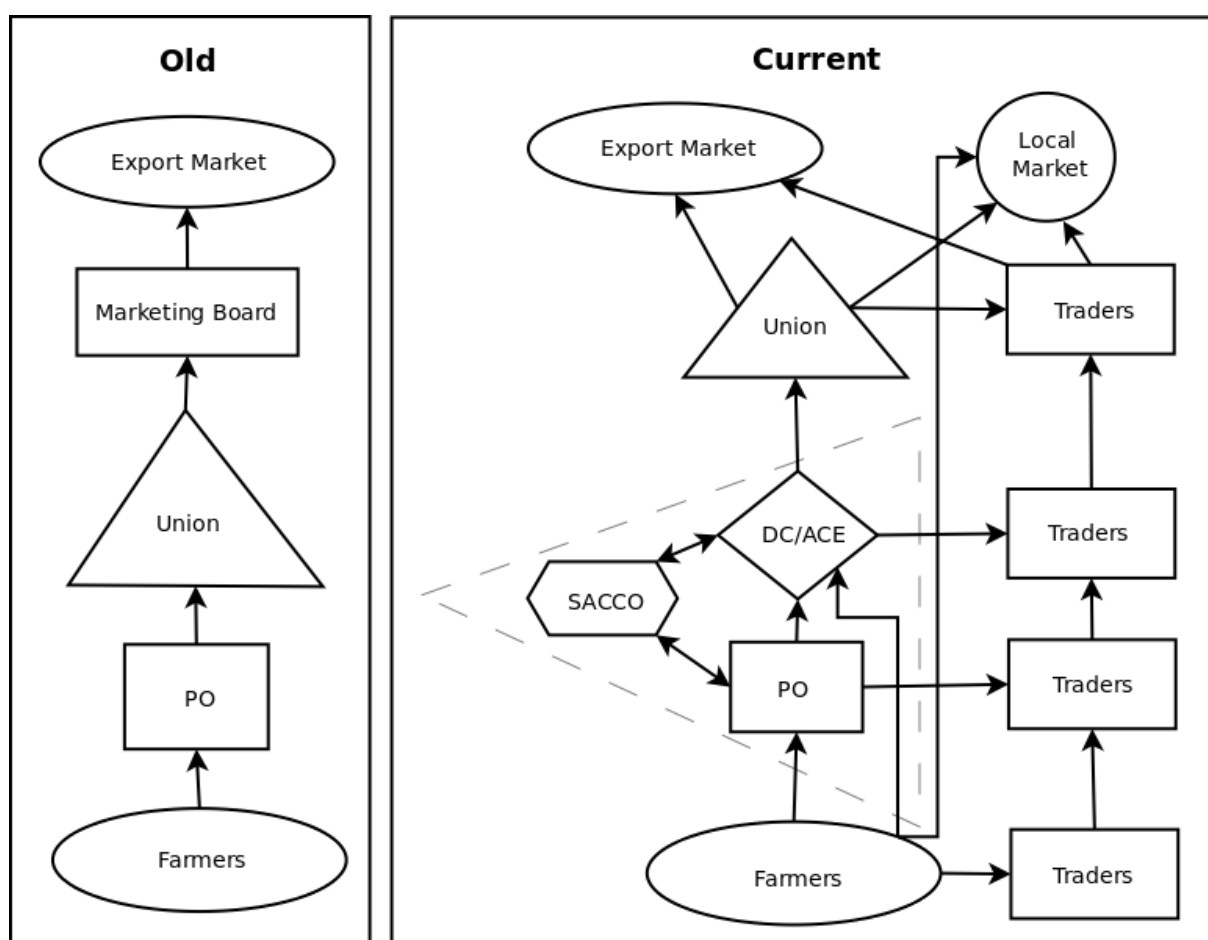 Old
Export Market
Marketing Board
Union
PO
Farmers
Current
Export Market
Local
Market
Union
Traders
DC/ACE
Traders
SACCO
PO
Traders
Farmers
Traders